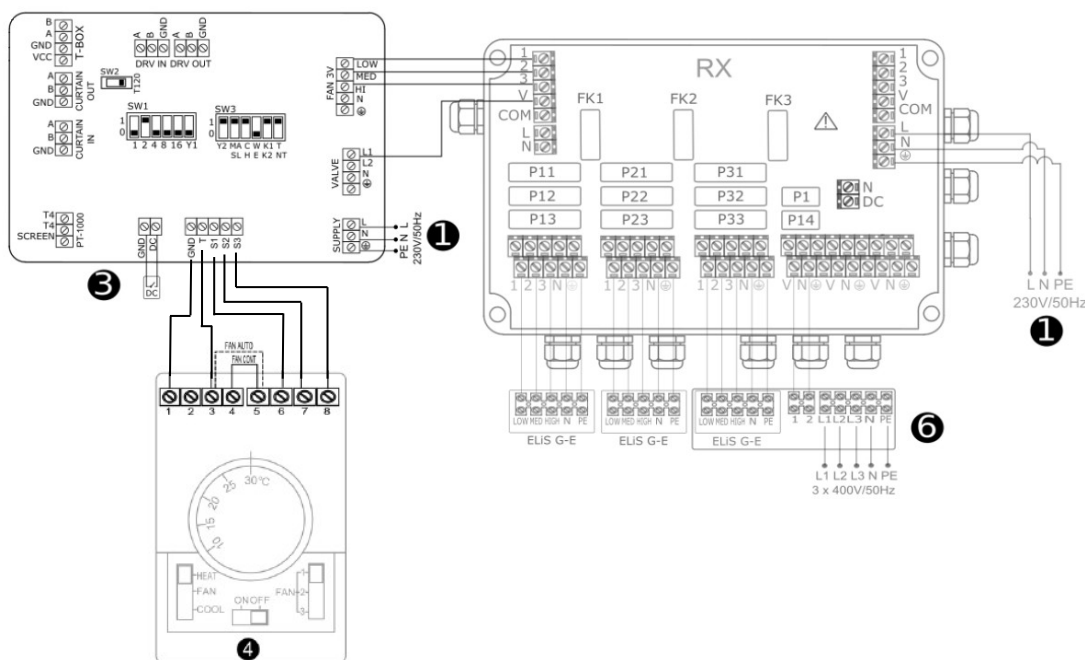 B
A
GND
VCC
T-BOX
A
B
GND
CURTAIN
OUT
A
B
GND
CURTAIN
IN
A B GND A B GND
DRV IN DRV OUT
SW2
T120
SW1
1
0
1 2 4 8 16 Y1
SW3
1
0
Y2 MA C W K1 T
SL H E K2 NT
FAN 3V
LOW
MED
HI
N
VALVE
L1
L2
N
SUPPLY
L
N
PE N L
230V/50Hz
1
T4
T4
SCREEN
PT-1000
GND
DC
DC
3
GND
T
S1
S2
S3
FAN AUTO
FAN CONT
1 2 3 4 5 6 7 8
10
15
20
25
30°C
HEAT
FAN
COOL
ON OFF
FAN
1
2
3
4
RX
1
2
3
V
COM
L
N
FK1
FK2
FK3
1
2
3
V
COM
L
N
P11
P12
P13
P21
P22
P23
P31
P32
P33
P1
P14
N
DC
1 2 3 N
1 2 3 N
1 2 3 N
V N V N V N
L N PE
230V/50Hz
1
LOW MED HIGH N PE
ELiS G-E
LOW MED HIGH N PE
ELiS G-E
LOW MED HIGH N PE
ELiS G-E
1 2 L1 L2 L3 N PE
6
L1 L2 L3 N PE
3 x 400V/50Hz